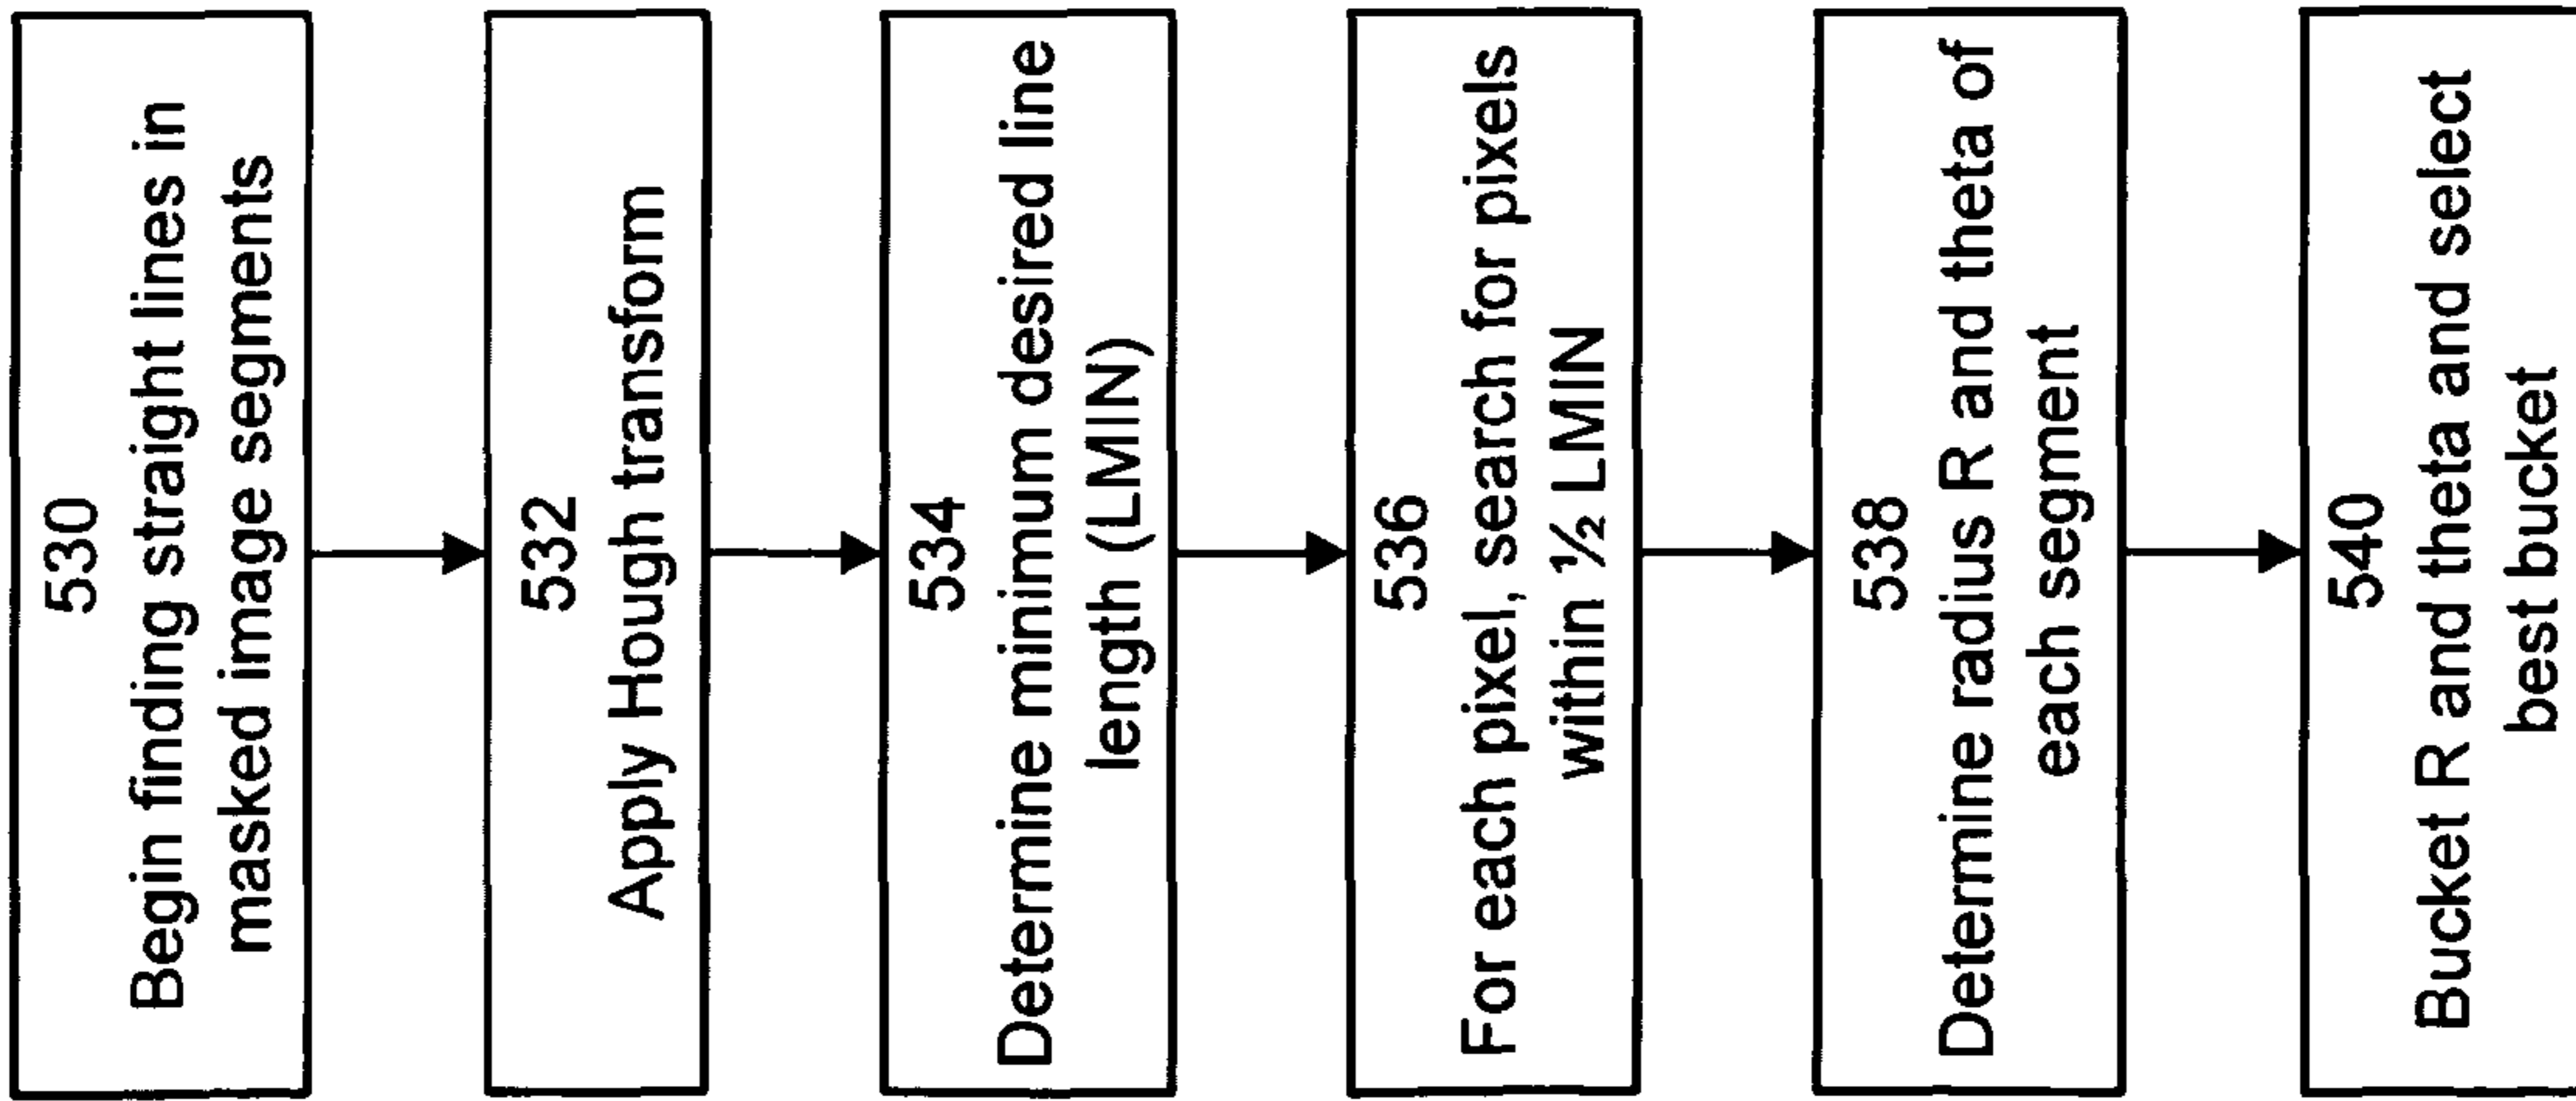 530
Begin finding straight lines in
masked image segments
532
Apply Hough transform
534
Determine minimum desired line
length (LMIN)
536
For each pixel, search for pixels
within ½ LMIN
538
Determine radius R and theta of
each segment
540
Bucket R and theta and select
best bucket